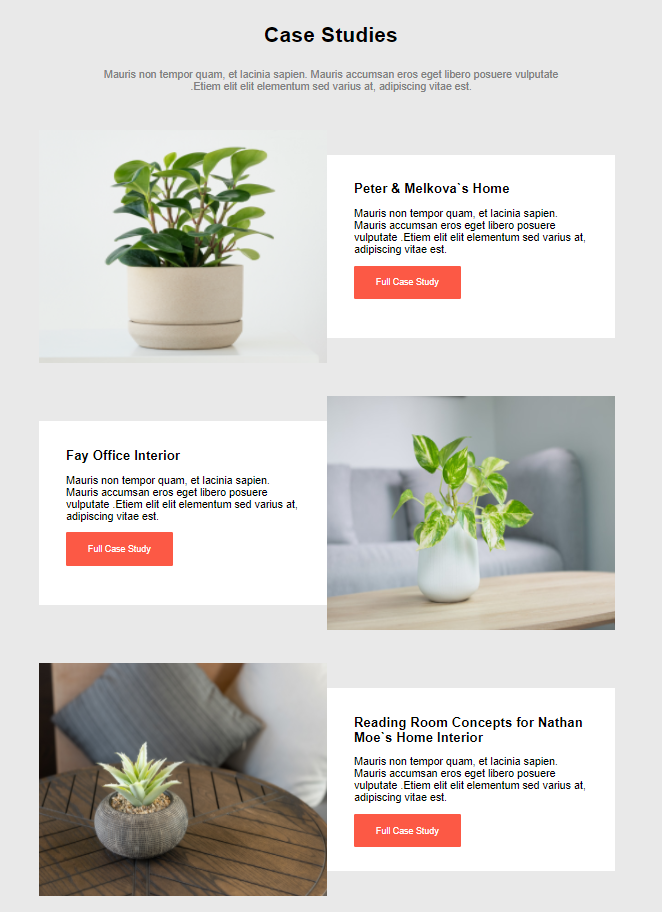 Case Studies
Mauris non tempor quam, et lacinia sapien. Mauris accumsan eros eget libero posuere vulputate
.Etiem elit elit elementum sed varius at, adipiscing vitae est.
Peter & Melkova`s Home
Mauris non tempor quam, et lacinia sapien.
Mauris accumsan eros eget libero posuere
vulputate .Etiem elit elit elementum sed varius at,
adipiscing vitae est.
Full Case Study
Fay Office Interior
Mauris non tempor quam, et lacinia sapien.
Mauris accumsan eros eget libero posuere
vulputate .Etiem elit elit elementum sed varius at,
adipiscing vitae est.
Full Case Study
Reading Room Concepts for Nathan
Moe`s Home Interior
Mauris non tempor quam, et lacinia sapien.
Mauris accumsan eros eget libero posuere
vulputate .Etiem elit elit elementum sed varius at,
adipiscing vitae est.
Full Case Study